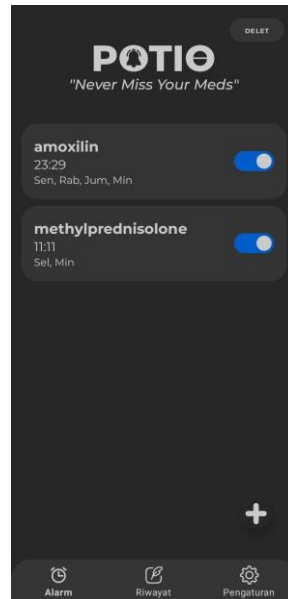 DELET
POTIO
"Never Miss Your Meds"
amoxilin
23:29
Sen, Rab, Jum, Min
methylprednisolone
11:11
Sel, Min
Alarm
Riwayat
Pengaturan